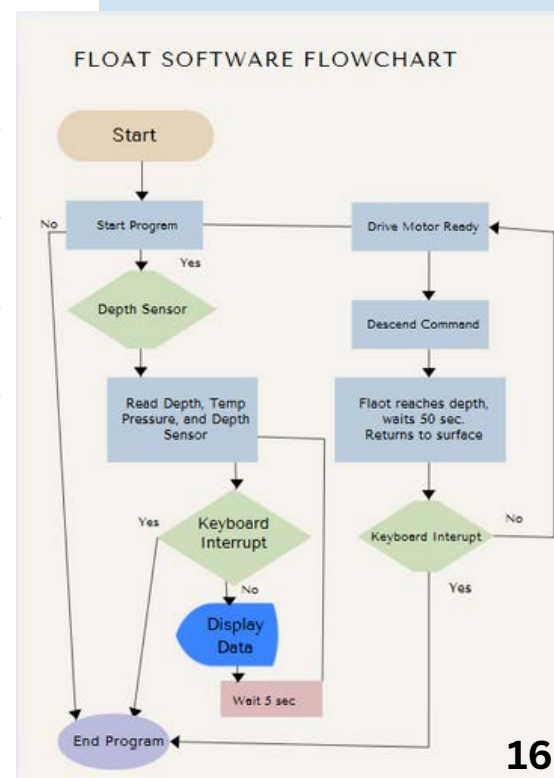 FLOAT SOFTWARE FLOWCHART
Start
No
Start Program
Drive Motor Ready
Yes
Depth Sensor
Descend Command
Read Depth, Temp
Pressure, and Depth
Sensor
Flaot reaches depth,
waits 50 sec.
Returns to surface
Yes
Keyboard
Interrupt
No
Keyboard Interupt
No
Yes
Display
Data
Wait 5 sec
End Program
16